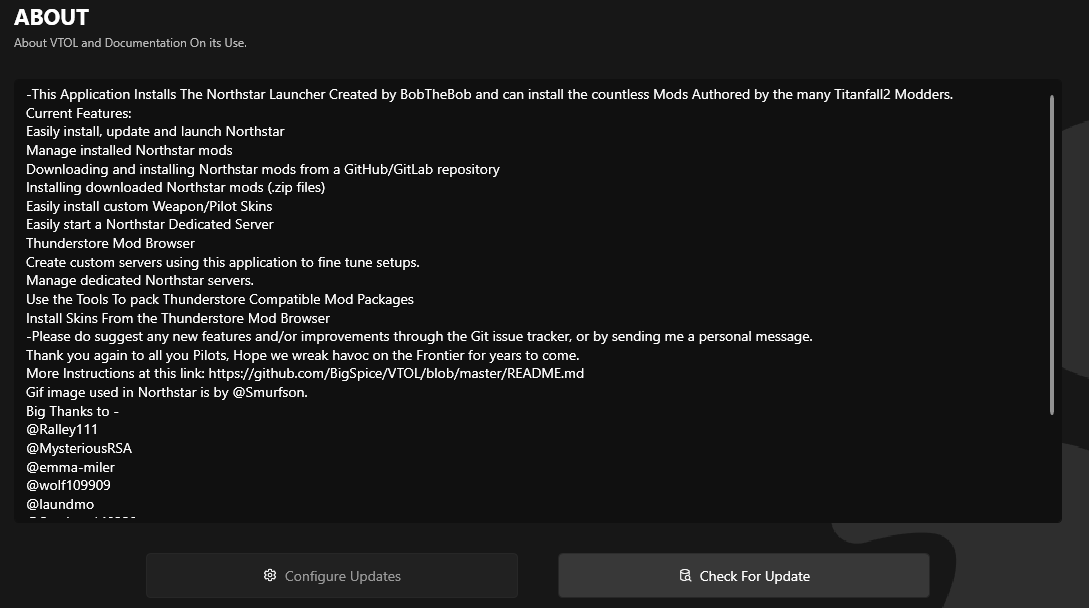 ABOUT
About VTOL and Documentation On its Use.
-This Application Installs The Northstar Launcher Created by BobTheBob and can install the countless Mods Authored by the many Titanfall2 Modders.
Current Features:
Easily install, update and launch Northstar
Manage installed Northstar mods
Downloading and installing Northstar mods from a GitHub/GitLab repository
Installing downloaded Northstar mods (.zip files)
Easily install custom Weapon/Pilot Skins
Easily start a Northstar Dedicated Server
Thunderstore Mod Browser
Create custom servers using this application to fine tune setups.
Manage dedicated Northstar servers.
Use the Tools To pack Thunderstore Compatible Mod Packages
Install Skins From the Thunderstore Mod Browser
-Please do suggest any new features and/or improvements through the Git issue tracker, or by sending me a personal message.
Thank you again to all you Pilots, Hope we wreak havoc on the Frontier for years to come.
More Instructions at this link: https://github.com/BigSpice/VTOL/blob/master/README.md
Gif image used in Northstar is by @Smurfson.
Big Thanks to -
@Ralley111
@MysteriousRSA
@emma-miler
@wolf109909
@laundmo
Configure Updates
Check For Update